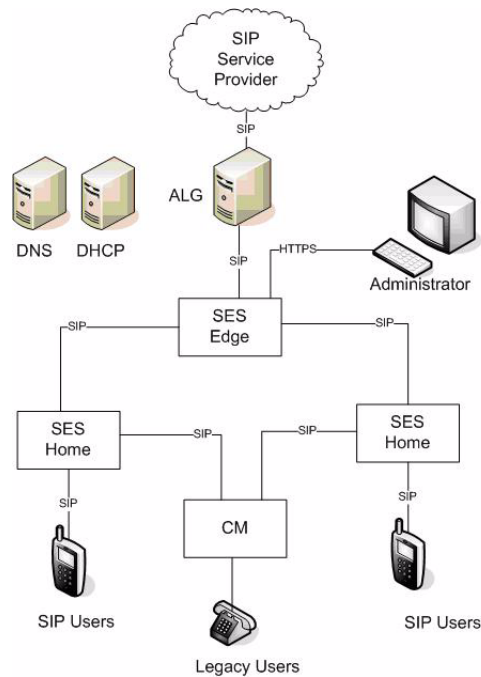 SIP
Service
Provider
SIP
ALG
DNS
DHCP
SIP
HTTPS
Administrator
SES
Edge
SIP
SIP
SES
Home
SES
Home
SIP
SIP
SIP
SIP
CM
SIP Users
SIP Users
Legacy Users